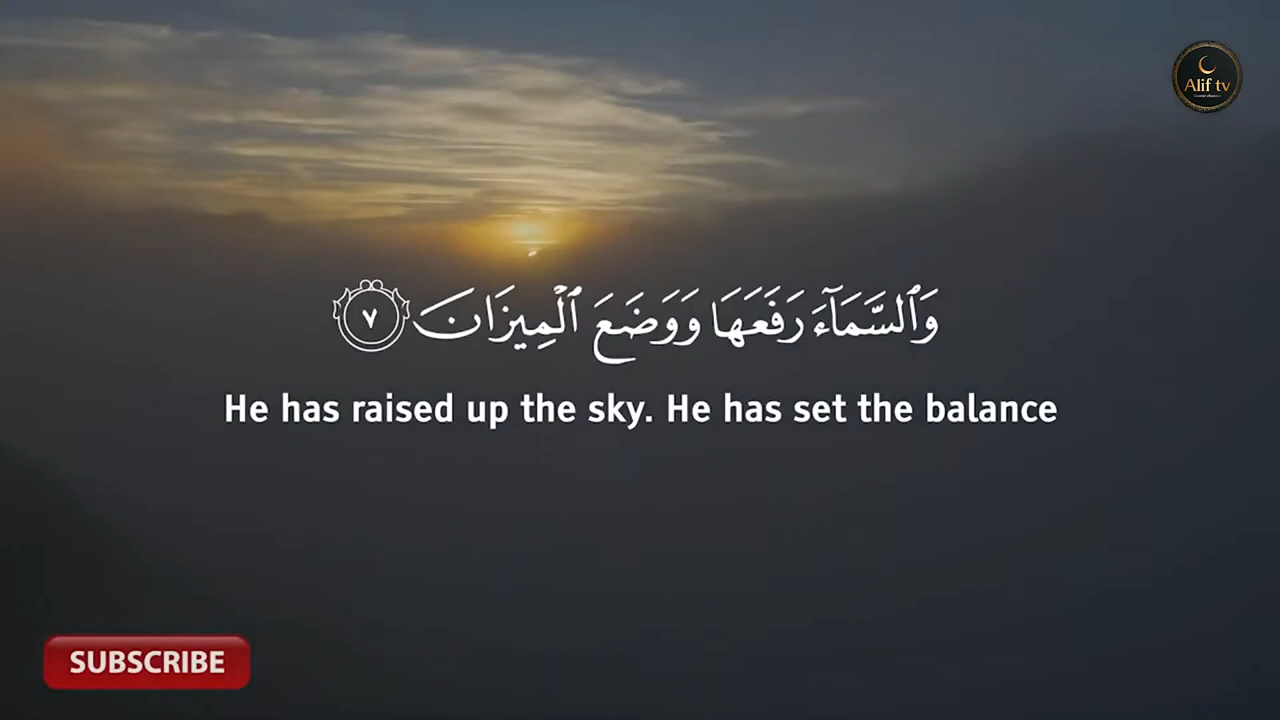 Alif tv
وَٱلسَّمَآءَ رَفَعَهَا وَوَضَعَ ٱلْمِيزَانَ ٧
He has raised up the sky. He has set the balance
SUBSCRIBE